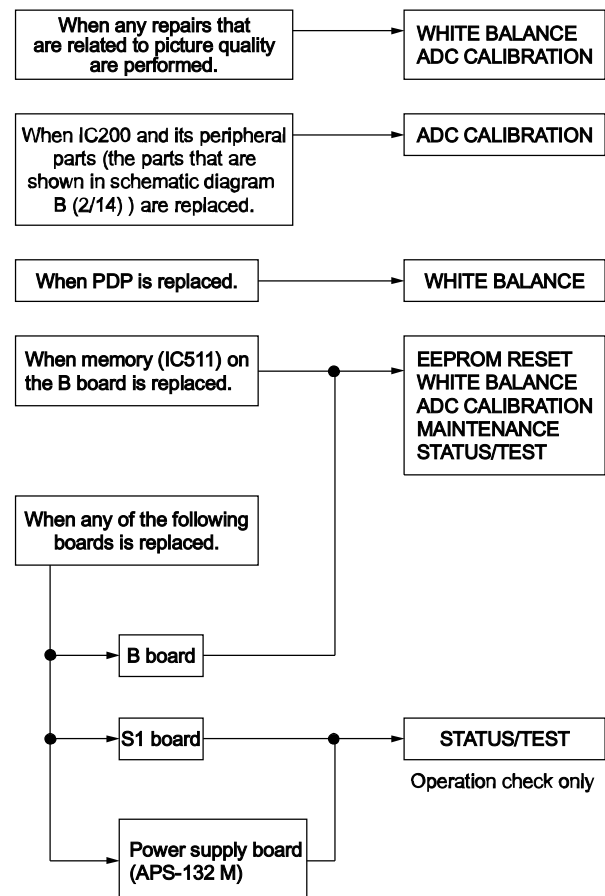 When any repairs that
are related to picture quality
are performed.
WHITE BALANCE
ADC CALIBRATION
When IC200 and its peripheral
parts (the parts that are
shown in schematic diagram
B (2/14) ) are replaced.
ADC CALIBRATION
When PDP is replaced.
WHITE BALANCE
When memory (IC511) on
the B board is replaced.
EEPROM RESET
WHITE BALANCE
ADC CALIBRATION
MAINTENANCE
STATUS/TEST
When any of the following
boards is replaced.
B board
S1 board
STATUS/TEST
Operation check only
Power supply board
(APS-132 M)